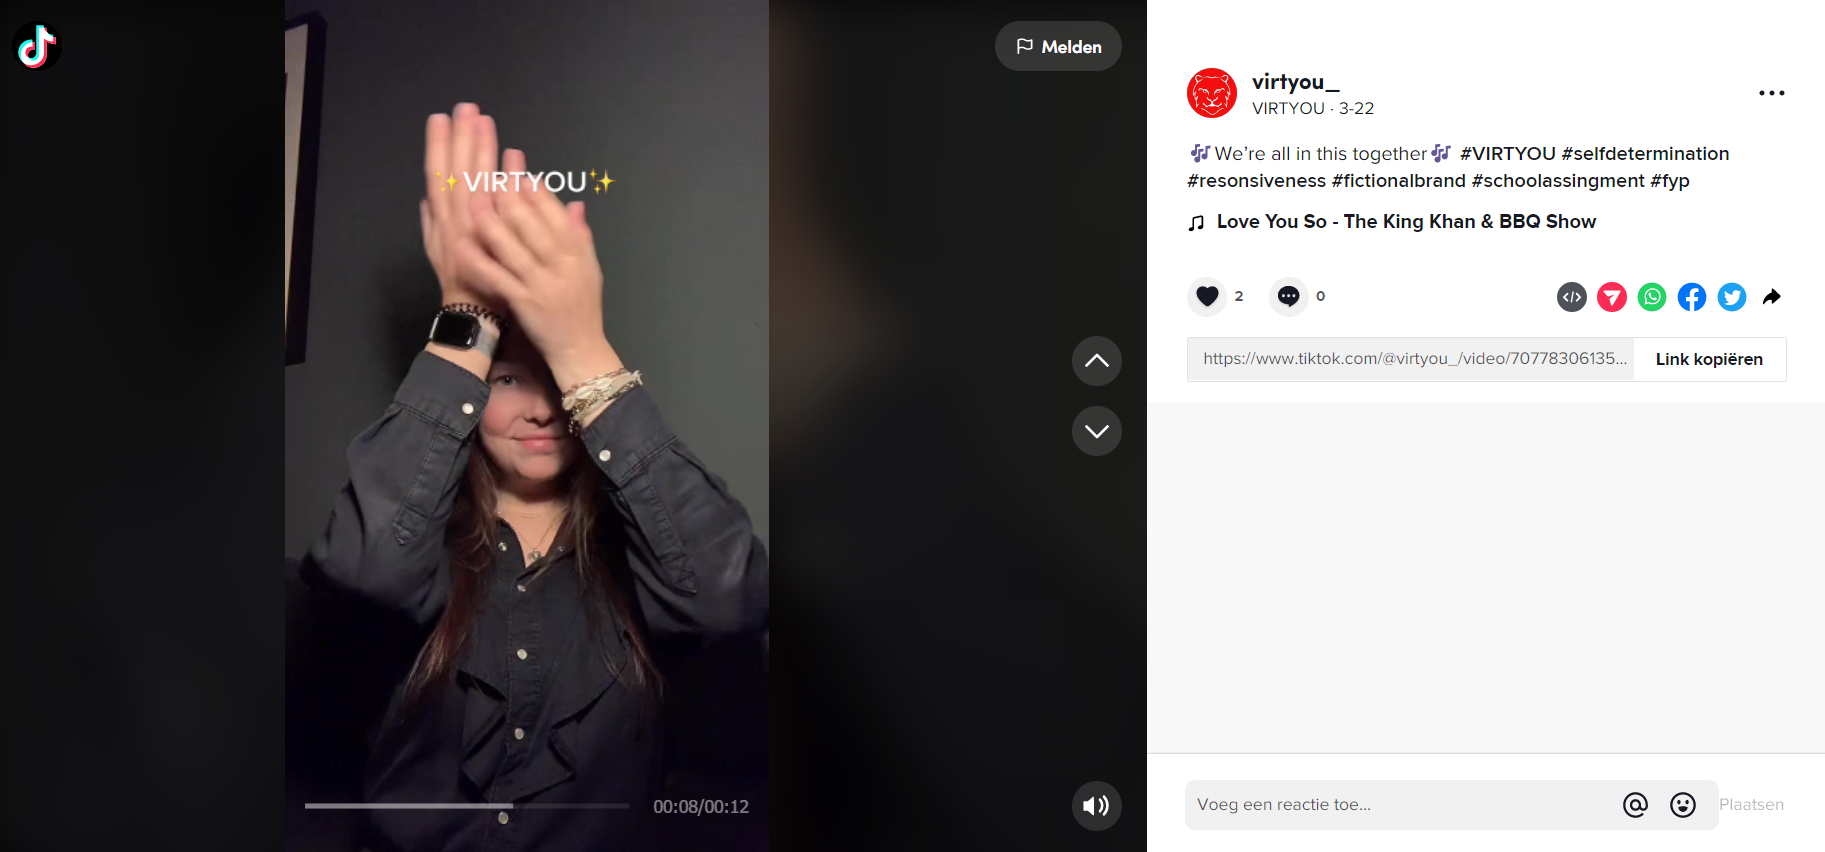 Melden
✨VIRTYOU✨
00:08/00:12
virtyou_
VIRTYOU · 3-22
🎶We’re all in this together🎶 #VIRTYOU #selfdetermination
#resonsiveness #fictionalbrand #schoolassingment #fyp
Love You So - The King Khan & BBQ Show
2
0
https://www.tiktok.com/@virtyou_/video/70778306135...
Link kopiëren
Voeg een reactie toe...
Plaatsen